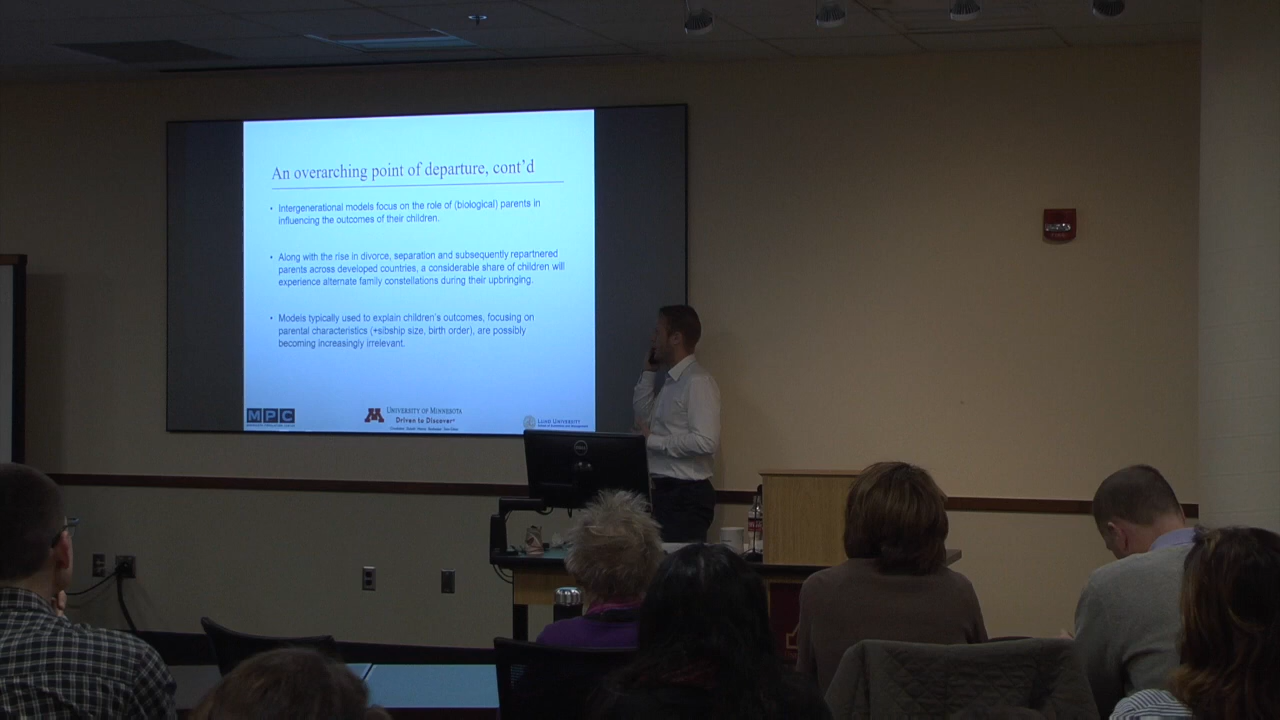 An overarching point of departure, cont'd
• Intergenerational models focus on the role of (biological) parents in
influencing the outcomes of their children.
• Along with the rise in divorce, separation and subsequently repartnered
parents across developed countries, a considerable share of children will
experience alternate family constellations during their upbringing.
• Models typically used to explain children's outcomes, focusing on
parental characteristics (+sibship size, birth order), are possibly
becoming increasingly irrelevant.
MPC
M
UNIVERSITY OF MINNESOTA
Driven to Discover
LUND UNIVERSITY
DELL